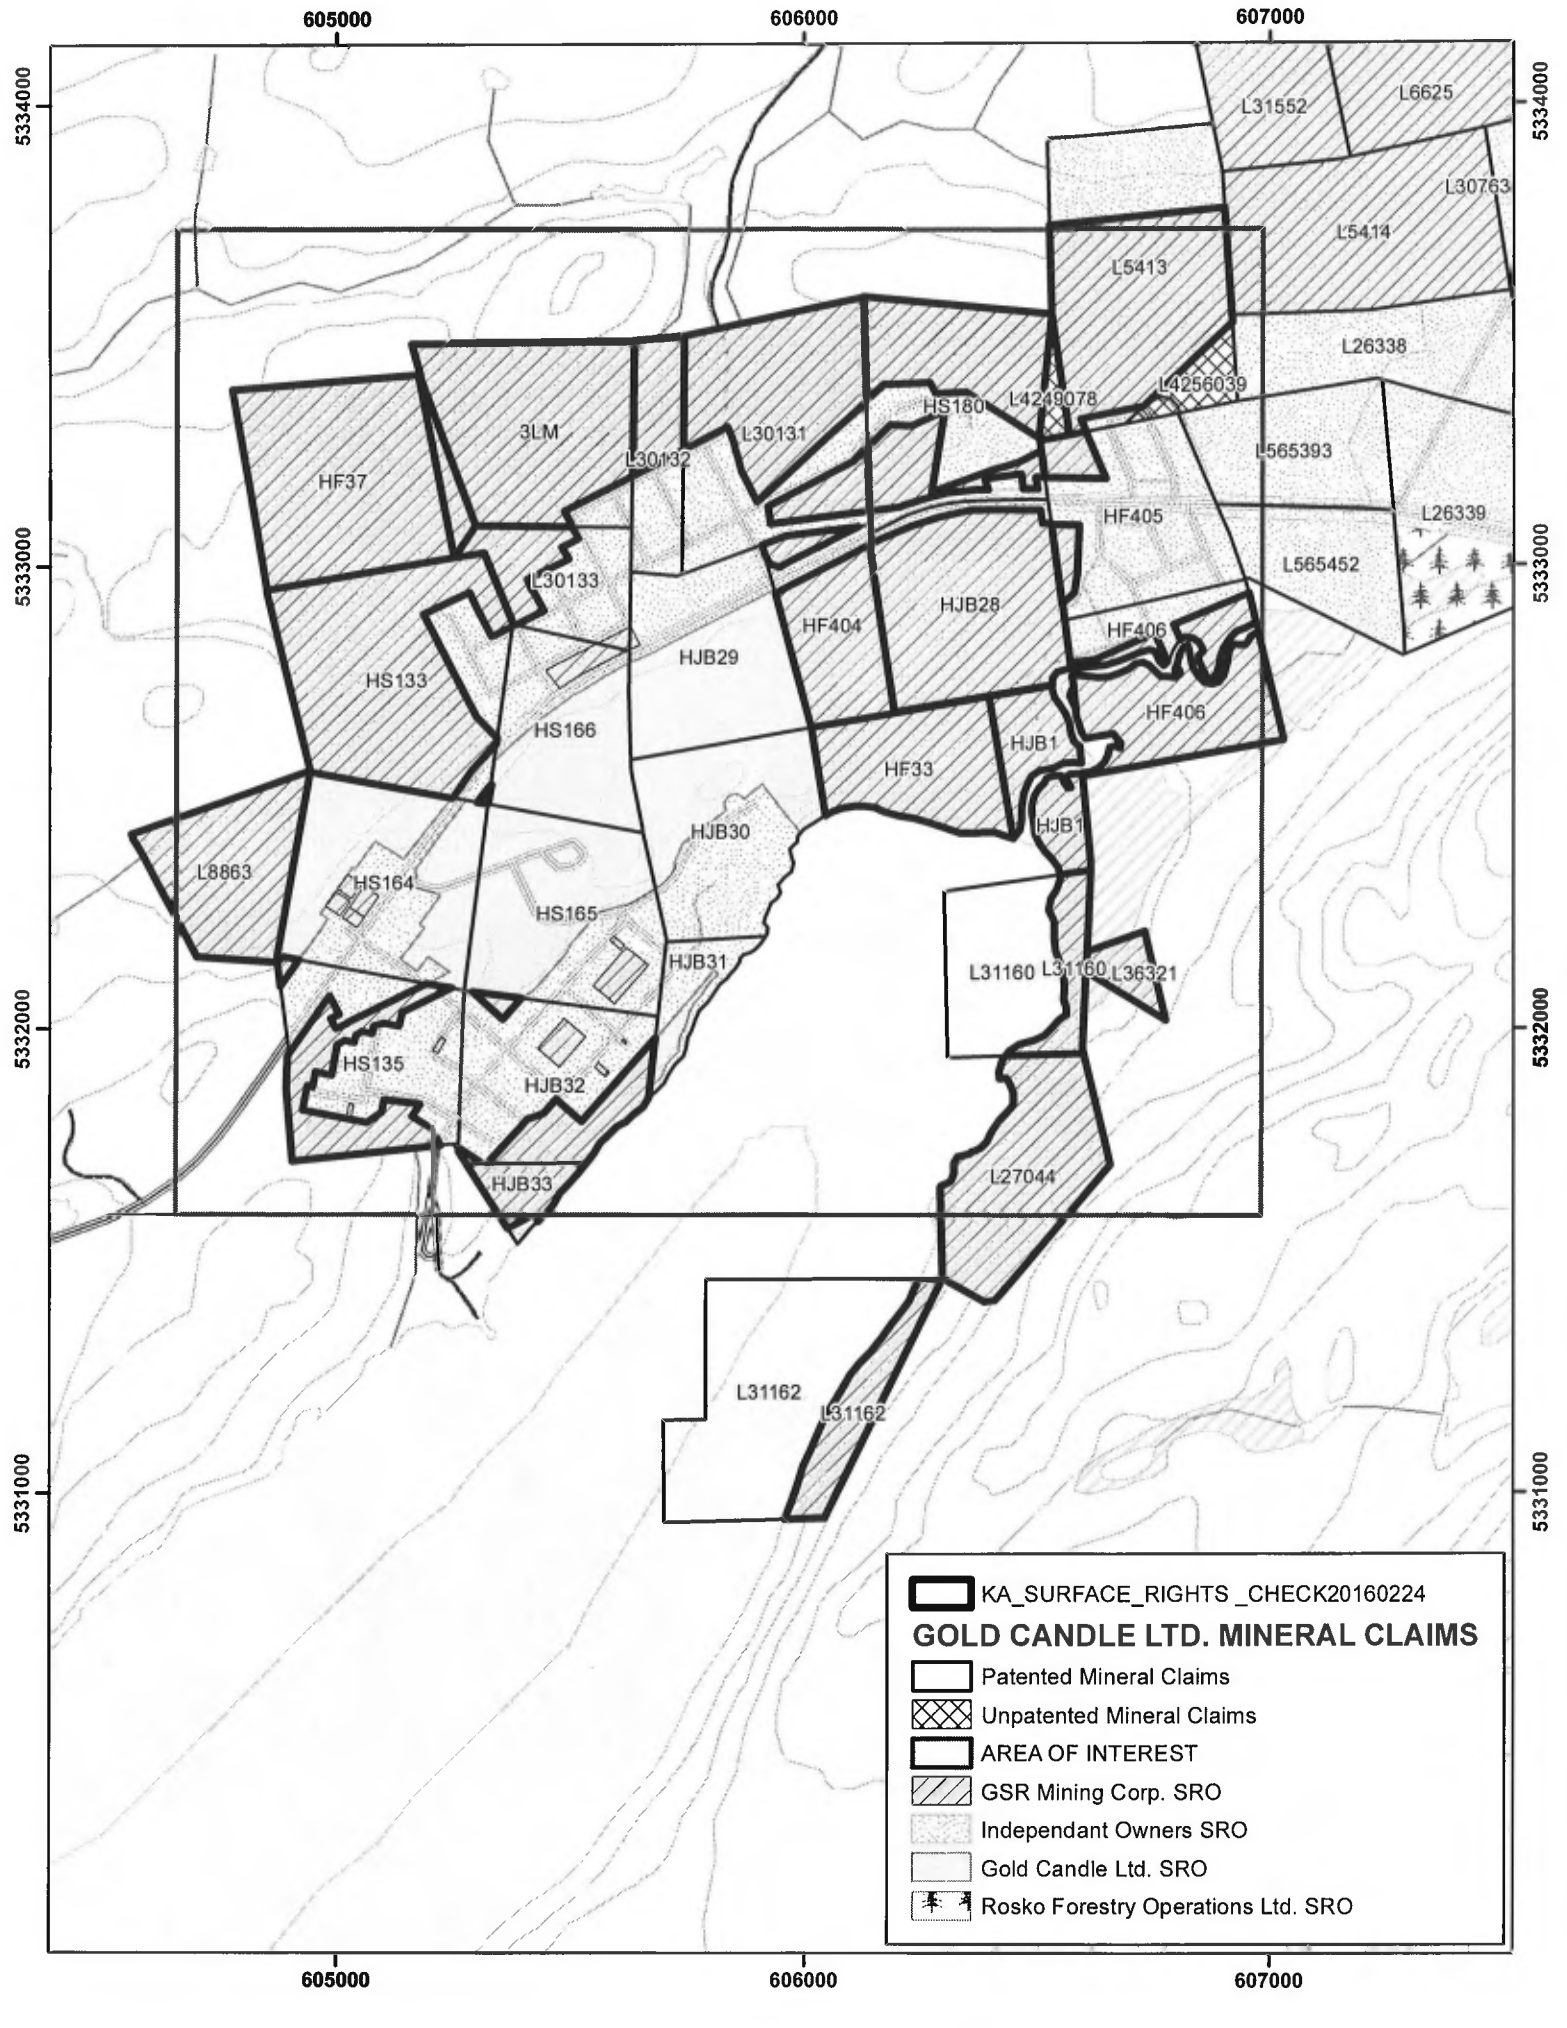 605000
606000
607000
5334000
5334000
L31552
L6625
L30763
L5414
L5413
L26338
L4256039
L4249078
HS180
3LM
L30131
L30132
L565393
HF37
HF405
L26339
5333000
5333000
L30133
L565452
HJB28
HF404
HF406
HJB29
HS133
HF406
HS166
HJB1
HF33
HJB30
HJB1
L8863
HS164
HS165
HJB31
L31160
L31160
L36321
5332000
5332000
HS135
HJB32
L27044
HJB33
L31162
L31162
5331000
5331000
KA_SURFACE_RIGHTS _CHECK20160224
GOLD CANDLE LTD. MINERAL CLAIMS
Patented Mineral Claims
Unpatented Mineral Claims
AREA OF INTEREST
GSR Mining Corp. SRO
Independant Owners SRO
Gold Candle Ltd. SRO
Rosko Forestry Operations Ltd. SRO
605000
606000
607000